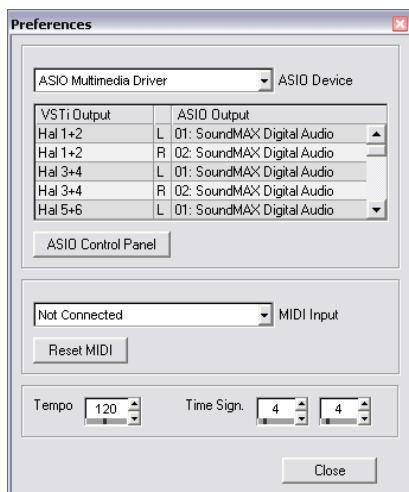 Preferences
ASIO Multimedia Driver ASIO Device
VSTi Output ASIO Output
Hal 1+2 L 01: SoundMAX Digital Audio
Hal 1+2 R 02: SoundMAX Digital Audio
Hal 3+4 L 01: SoundMAX Digital Audio
Hal 3+4 R 02: SoundMAX Digital Audio
Hal 5+6 L 01: SoundMAX Digital Audio
ASIO Control Panel
Not Connected MIDI Input
Reset MIDI
Tempo 120 Time Sign. 4 4
Close